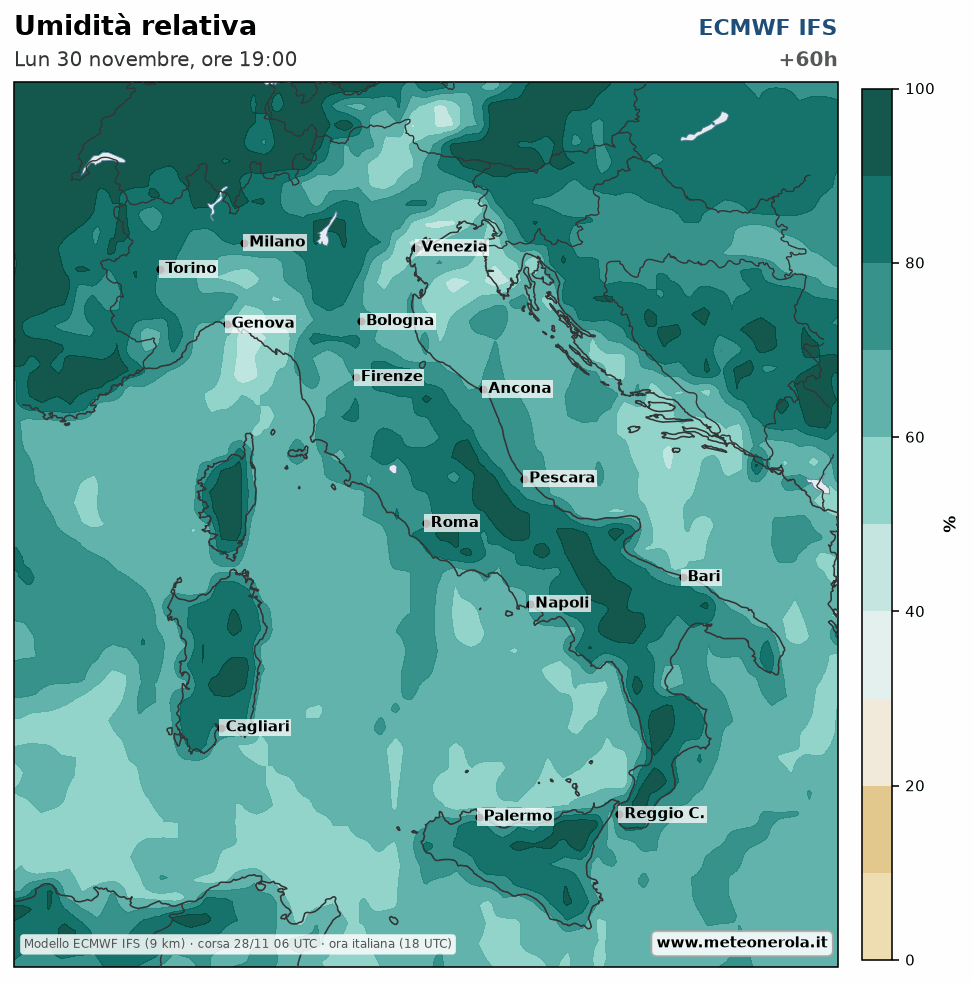 Umidità relativa
ECMWF IFS
Lun 30 novembre, ore 19:00
+60h
100
80
60
40
20
0
%
Milano
Venezia
Torino
Genova
Bologna
Firenze
Ancona
Pescara
Roma
Bari
Napoli
Cagliari
Palermo
Reggio C.
Modello ECMWF IFS (9 km) · corsa 28/11 06 UTC · ora italiana (18 UTC)
www.meteonerola.it